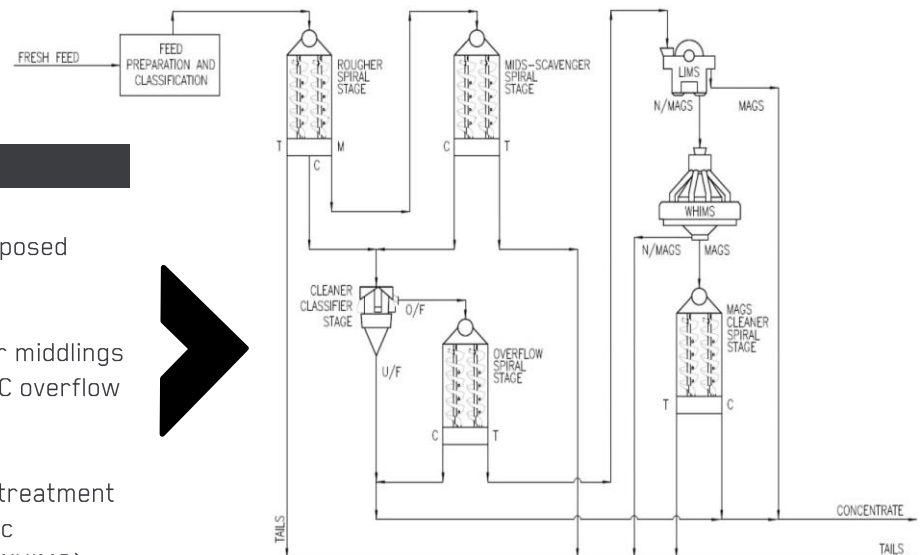 FRESH FEED
FEED
PREPARATION AND
CLASSIFICATION
ROUGHER
SPIRAL
STAGE
T
M
C
MIDS-SCAVENGER
SPIRAL
STAGE
C
T
LIMS
N/MAGS
MAGS
WHIMS
N/MAGS
MAGS
posed
r middlings
C overflow
treatment
c
CLEANER
CLASSIFIER
STAGE
O/F
U/F
OVERFLOW
SPIRAL
STAGE
C
T
MAGS
CLEANER
SPIRAL
STAGE
T
C
TAILS
CONCENTRATE
TAILS